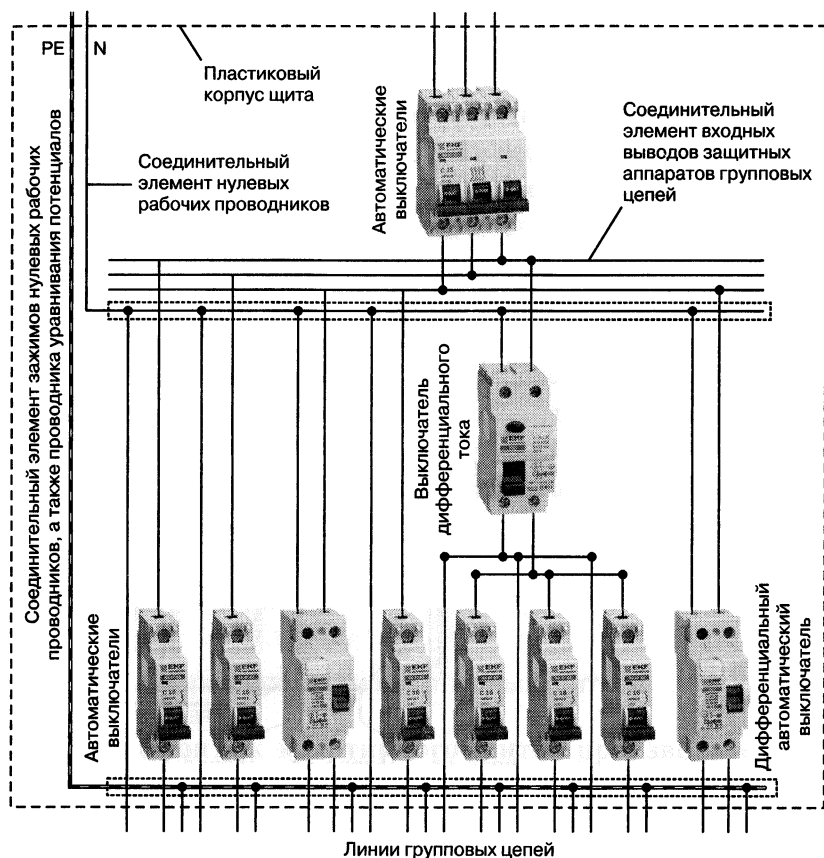 PE
N
Пластиковый
корпус щита
Соединительный
элемент нулевых
рабочих проводников
Автоматические
выключатели
Соединительный
элемент входных
выводов защитных
аппаратов групповых
цепей
Соединительный элемент зажимов нулевых рабочих
проводников, а также проводника уравнивания потенциалов
Выключатель
дифференциального
тока
Автоматические
выключатели
Дифференциальный
автоматический
выключатель
Линии групповых цепей